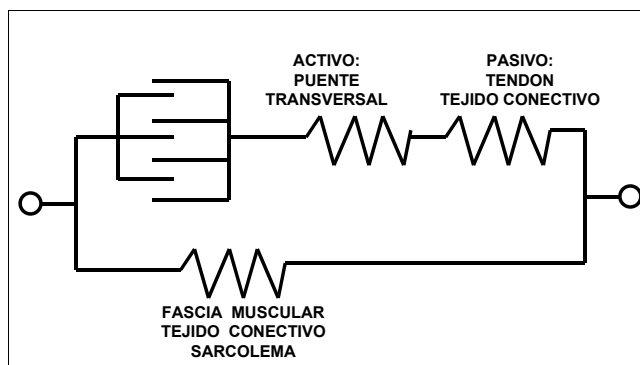 ACTIVO:
PUENTE
TRANSVERSAL
PASIVO:
TENDON
TEJIDO CONECTIVO
FASCIA MUSCULAR
TEJIDO CONECTIVO
SARCOLEMA